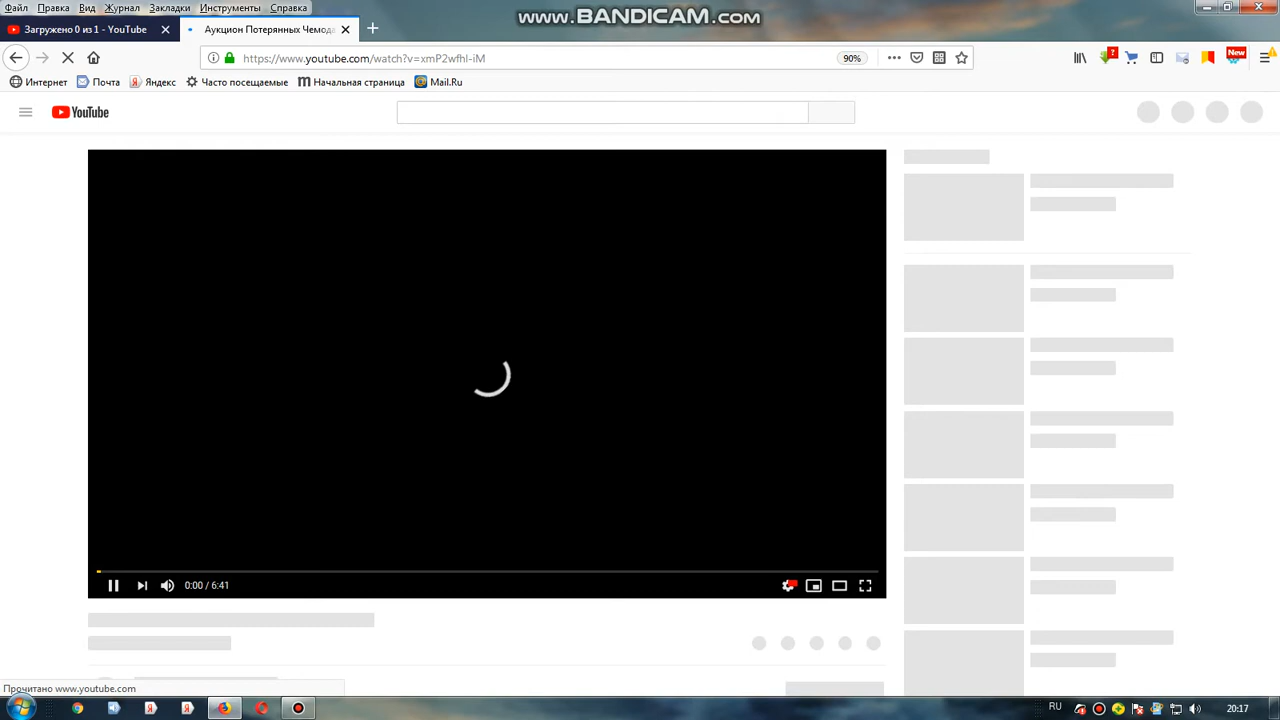 Файл Правка Вид Журнал Закладки Инструменты Справка
www.BANDICAM.com
Загружено 0 из 1 - YouTube
Аукцион Потерянных Чемод
https://www.youtube.com/watch?v=xmP2wfhl-iM
90%
New
Интернет Почта Яндекс Часто посещаемые Начальная страница Mail.Ru
YouTube
0:00 / 6:41
Прочитано www.youtube.com
RU
20:17